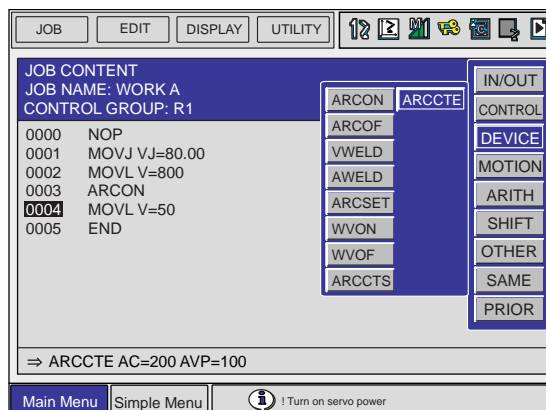 JOB EDIT DISPLAY UTILITY
JOB CONTENT
JOB NAME: WORK A
CONTROL GROUP: R1
0000 NOP
0001 MOVJ VJ=80.00
0002 MOVL V=800
0003 ARCON
0004 MOVL V=50
0005 END
ARCON ARCCTE
ARCOF
VWELD
AWELD
ARCSET
WVON
WVOF
ARCCTS
IN/OUT
CONTROL
DEVICE
MOTION
ARITH
SHIFT
OTHER
SAME
PRIOR
⇒ ARCCTE AC=200 AVP=100
Main Menu Simple Menu ! Turn on servo power